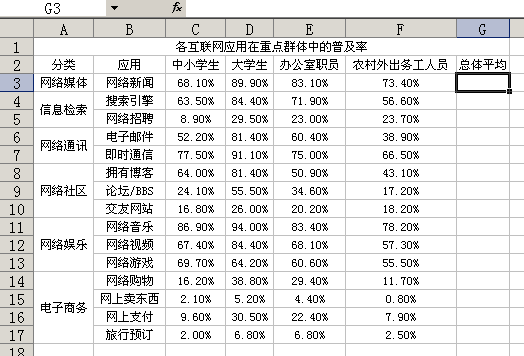 G3 fx
A B C D E F G
1 各互联网应用在重点群体中的普及率
2 分类 应用 中小学生 大学生 办公室职员 农村外出务工人员 总体平均
3 网络媒体 网络新闻 68.10% 89.90% 83.10% 73.40%
4 信息检索 搜索引擎 63.50% 84.40% 71.90% 56.60%
5 网络招聘 8.90% 29.50% 23.00% 23.70%
6 网络通讯 电子邮件 52.20% 81.40% 60.40% 38.90%
7 即时通信 77.50% 91.10% 75.00% 66.50%
8 网络社区 拥有博客 64.00% 81.40% 50.90% 43.10%
9 论坛/BBS 24.10% 55.50% 34.60% 17.20%
10 交友网站 16.80% 26.00% 20.20% 18.20%
11 网络娱乐 网络音乐 86.90% 94.00% 83.40% 78.20%
12 网络视频 67.40% 84.40% 68.10% 57.30%
13 网络游戏 69.70% 64.20% 60.60% 55.50%
14 电子商务 网络购物 16.20% 38.80% 29.40% 11.70%
15 网上卖东西 2.10% 5.20% 4.40% 0.80%
16 网上支付 9.60% 30.50% 22.40% 7.90%
17 旅行预订 2.00% 6.80% 6.80% 2.50%
18